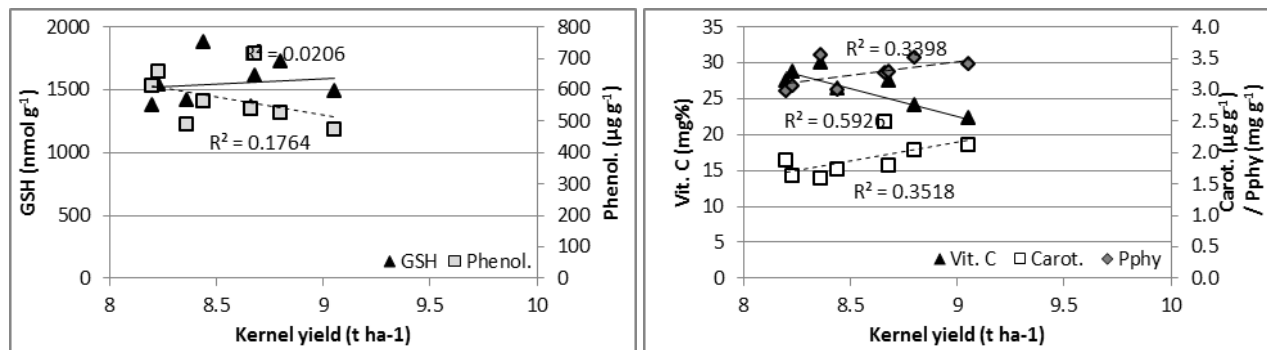 2000
1500
1000
500
0
GSH (nmol g-1)
800
700
600
500
400
300
200
100
0
Phenol. (µg g-1)
R² = 0.0206
R² = 0.1764
GSH
Phenol.
8
8.5
9
9.5
10
Kernel yield (t ha-1)
35
30
25
20
15
10
5
0
Vit. C (mg%)
4.0
3.5
3.0
2.5
2.0
1.5
1.0
0.5
0.0
Carot. (µg g-1)
/ Pphy (mg g-1)
R² = 0.3398
R² = 0.5926
R² = 0.3518
Vit. C
Carot.
Pphy
8
8.5
9
9.5
10
Kernel yield (t ha-1)